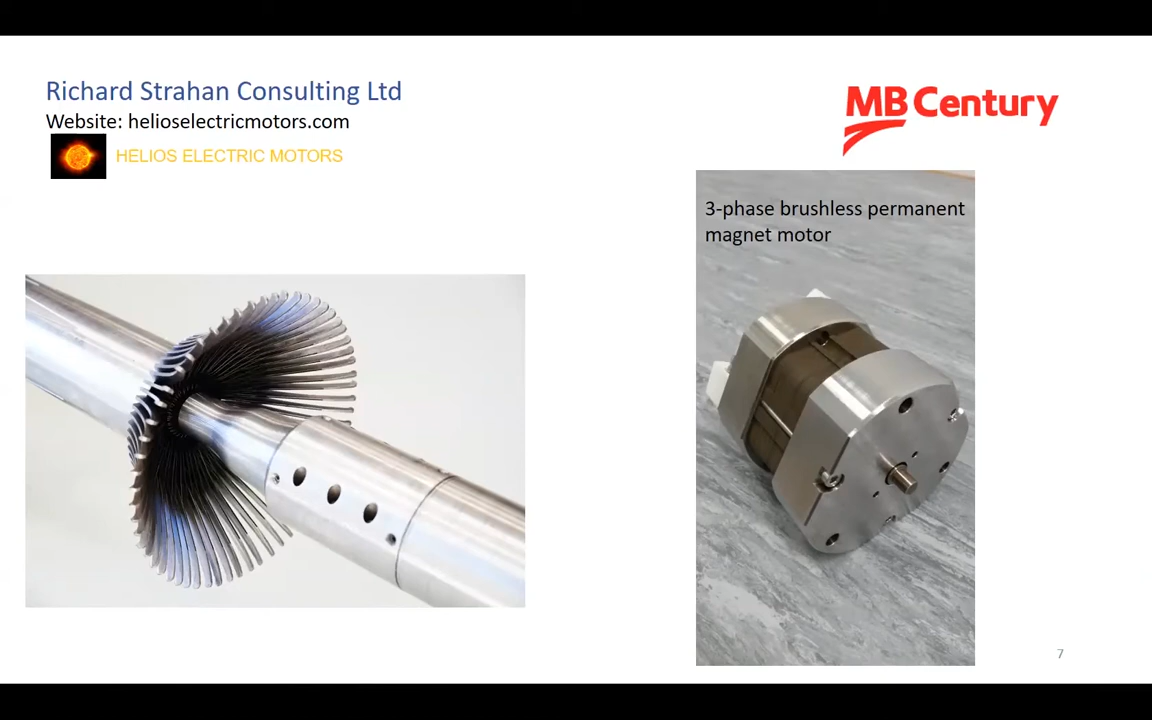 Richard Strahan Consulting Ltd
Website: helioselectricmotors.com
HELIOS ELECTRIC MOTORS
MB Century
3-phase brushless permanent
magnet motor
7